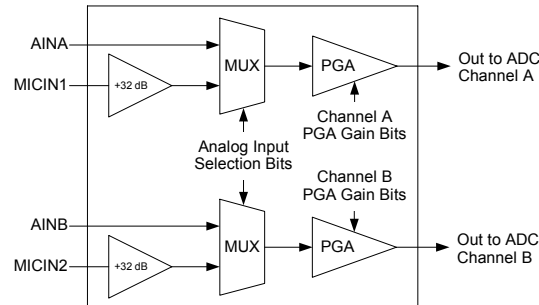 AINA
MICIN1
+32 dB
MUX
PGA
Out to ADC
Channel A
Channel A
PGA Gain Bits
Analog Input
Selection Bits
Channel B
PGA Gain Bits
AINB
MICIN2
+32 dB
MUX
PGA
Out to ADC
Channel B